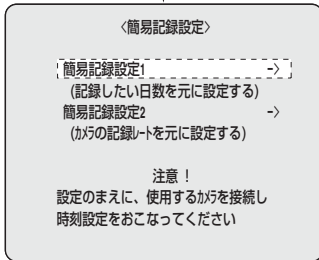 〈簡易記録設定〉
簡易記録設定1 ->
(記録したい日数を元に設定する)
簡易記録設定2 ->
(カメラの記録レートを元に設定する)
注意！
設定のまえに、使用するカメラを接続し
時刻設定をおこなってください